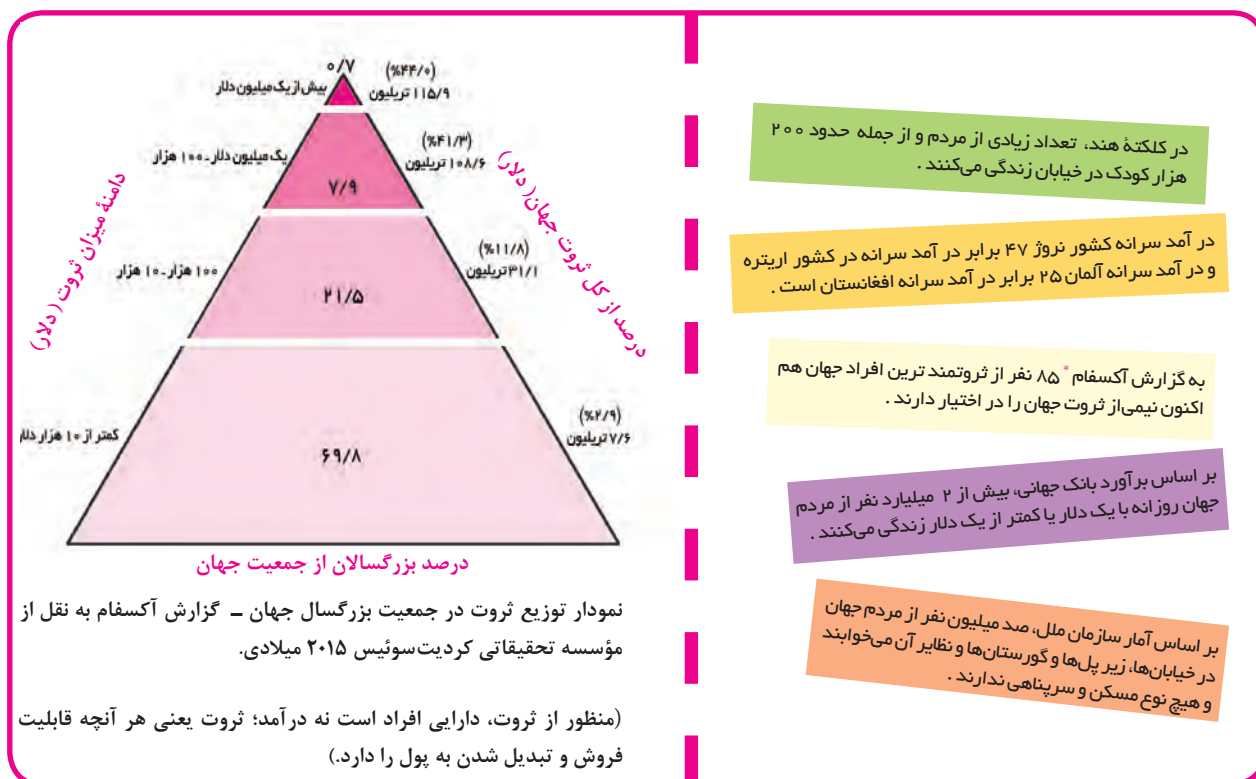 در کلکتهٔ هند، تعداد زیادی از مردم و از جمله حدود ۲۰۰
هزار کودک در خیابان زندگی می‌کنند.
در آمد سرانه کشور نروژ ۴۷ برابر در آمد سرانه در کشور اریتره
و در آمد سرانه آلمان ۲۵ برابر در آمد سرانه افغانستان است.
به گزارش آکسفام* ۸۵ نفر از ثروتمند ترین افراد جهان هم
اکنون نیمی‌از ثروت جهان را در اختیار دارند.
بر اساس برآورد بانک جهانی، بیش از ۲ میلیارد نفر از مردم
جهان روزانه با یک دلار یا کمتر از یک دلار زندگی می‌کنند.
بر اساس آمار سازمان ملل، صد میلیون نفر از مردم جهان
در خیابان‌ها، زیر پل‌ها و گورستان‌ها و نظایر آن می‌خوابند
و هیچ نوع مسکن و سرپناهی ندارند.
۰/۷
(%۴۴/۰)
۱۱۵/۹ تریلیون
بیش از یک میلیون دلار
(%۴۱/۳)
۱۰۸/۶ تریلیون
یک میلیون دلار - ۱۰۰ هزار
۷/۹
(%۱۱/۸)
۳۱/۱ تریلیون
۱۰۰ هزار - ۱۰ هزار
۲۱/۵
(%۲/۹)
۷/۶ تریلیون
کمتر از ۱۰ هزار دلار
۶۹/۸
درصد از کل ثروت جهان (دلار)
دامنهٔ میزان ثروت (دلار)
درصد بزرگسالان از جمعیت جهان
نمودار توزیع ثروت در جمعیت بزرگسال جهان – گزارش آکسفام به نقل از
مؤسسه تحقیقاتی کردیت‌سوئیس ۲۰۱۵ میلادی.
(منظور از ثروت، دارایی افراد است نه درآمد؛ ثروت یعنی هر آنچه قابلیت
فروش و تبدیل شدن به پول را دارد.)